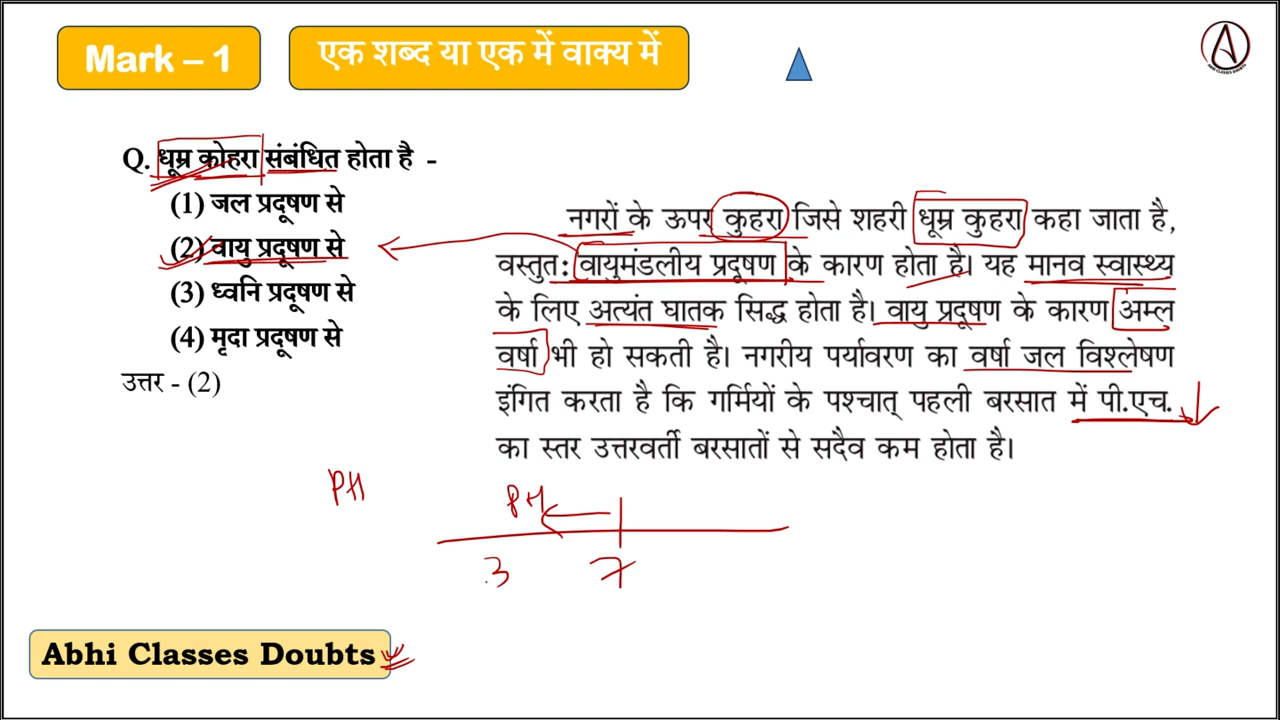 Mark – 1
एक शब्द या एक में वाक्य में
ABHI CLASSES DOUBTS
Q. धूम्र कोहरा संबंधित होता है -
(1) जल प्रदूषण से
(2) वायु प्रदूषण से
(3) ध्वनि प्रदूषण से
(4) मृदा प्रदूषण से
उत्तर - (2)
नगरों के ऊपर कुहरा जिसे शहरी धूम्र कुहरा कहा जाता है,
वस्तुत: वायुमंडलीय प्रदूषण के कारण होता है। यह मानव स्वास्थ्य
के लिए अत्यंत घातक सिद्ध होता है। वायु प्रदूषण के कारण अम्ल
वर्षा भी हो सकती है। नगरीय पर्यावरण का वर्षा जल विश्लेषण
इंगित करता है कि गर्मियों के पश्चात् पहली बरसात में पी.एच.
का स्तर उत्तरवर्ती बरसातों से सदैव कम होता है।
PH
PH
3 7
Abhi Classes Doubts